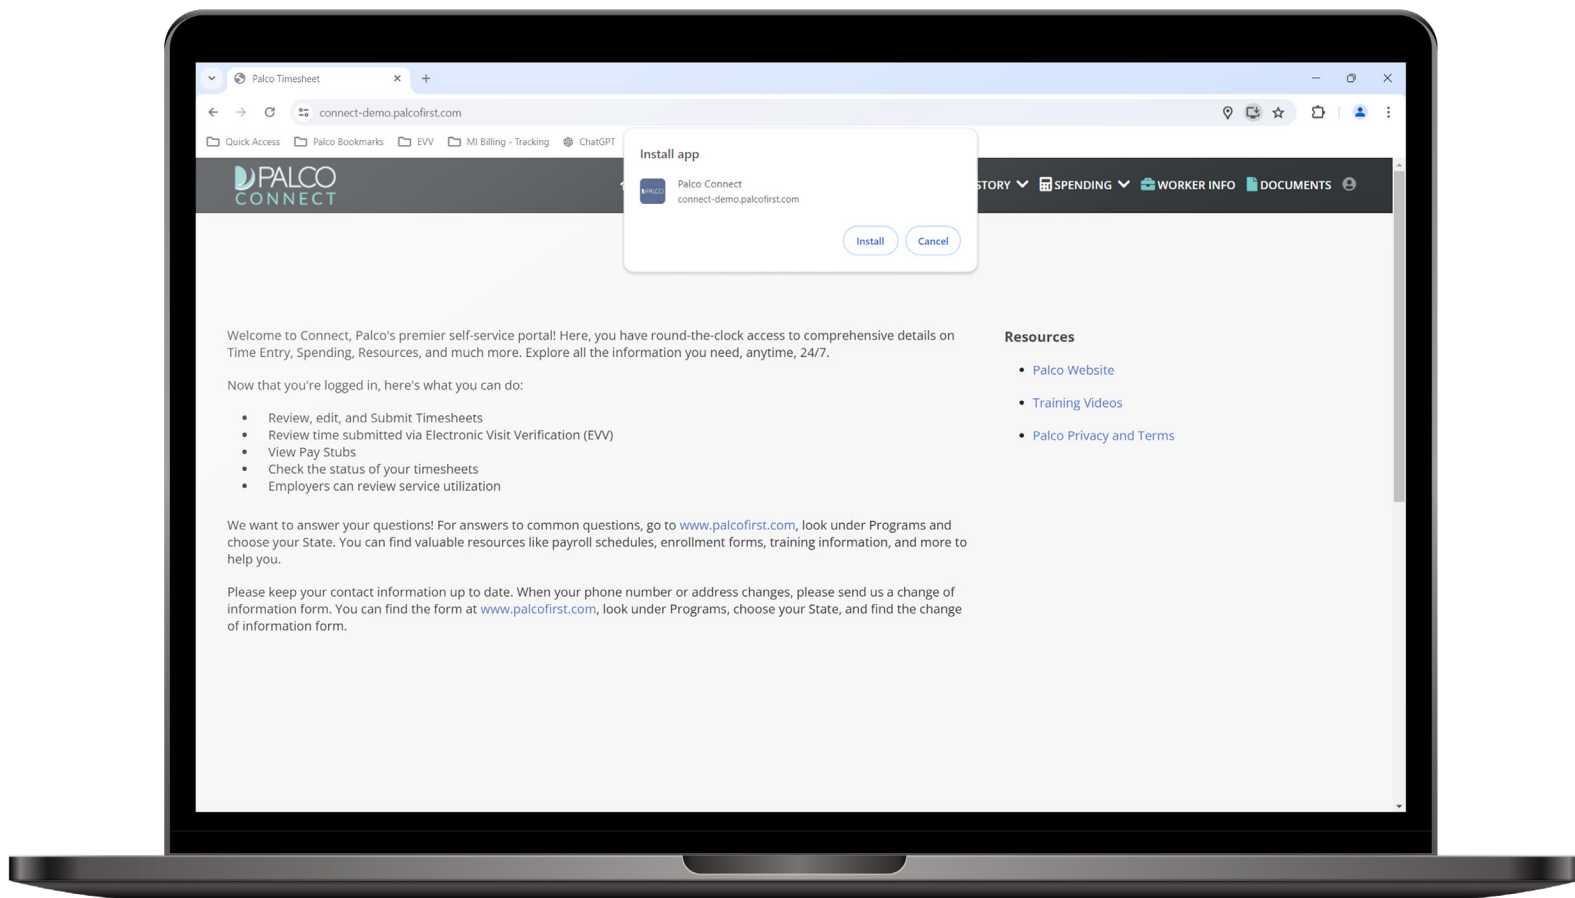 Palco Timesheet
connect-demo.palcofirst.com
Quick Access Palco Bookmarks EVV MI Billing - Tracking ChatGPT
Install app
PALCO
Palco Connect
connect-demo.palcofirst.com
Install Cancel
PALCO
CONNECT
STORY SPENDING WORKER INFO DOCUMENTS
Welcome to Connect, Palco's premier self-service portal! Here, you have round-the-clock access to comprehensive details on
Time Entry, Spending, Resources, and much more. Explore all the information you need, anytime, 24/7.
Now that you're logged in, here's what you can do:
• Review, edit, and Submit Timesheets
• Review time submitted via Electronic Visit Verification (EVV)
• View Pay Stubs
• Check the status of your timesheets
• Employers can review service utilization
We want to answer your questions! For answers to common questions, go to www.palcofirst.com, look under Programs and
choose your State. You can find valuable resources like payroll schedules, enrollment forms, training information, and more to
help you.
Please keep your contact information up to date. When your phone number or address changes, please send us a change of
information form. You can find the form at www.palcofirst.com, look under Programs, choose your State, and find the change
of information form.
Resources
• Palco Website
• Training Videos
• Palco Privacy and Terms